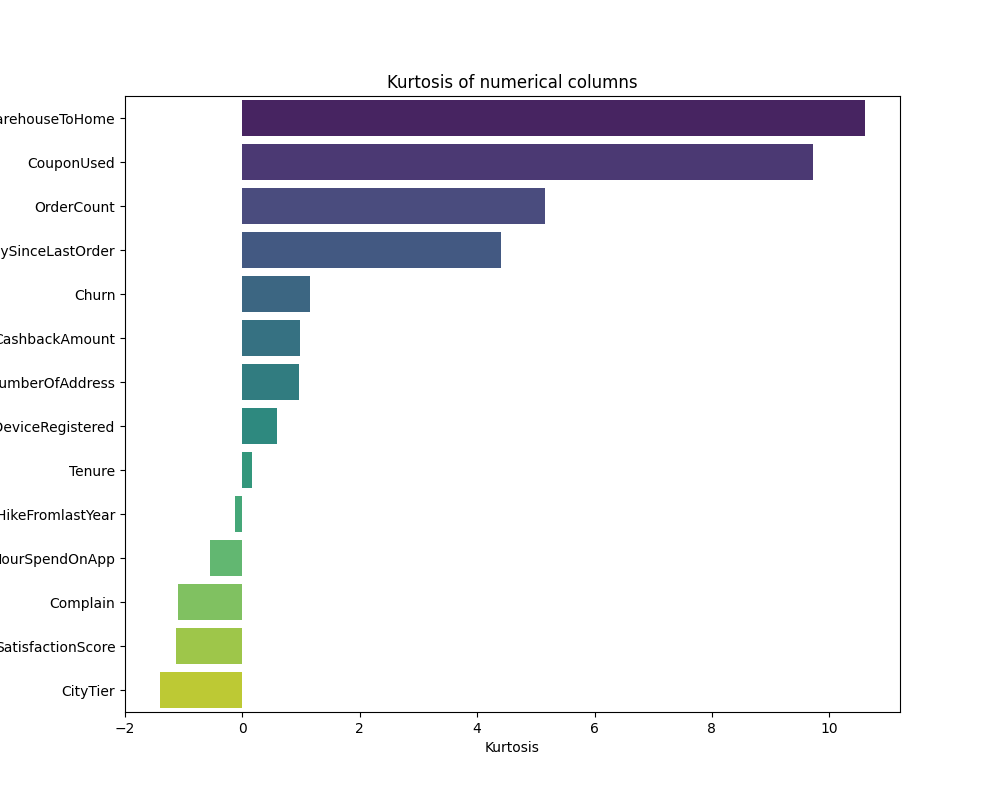 Kurtosis of numerical columns
arehouseToHome
CouponUsed
OrderCount
ySinceLastOrder
Churn
CashbackAmount
umberOfAddress
DeviceRegistered
Tenure
HikeFromlastYear
HourSpendOnApp
Complain
SatisfactionScore
CityTier
−2 0 2 4 6 8 10
Kurtosis